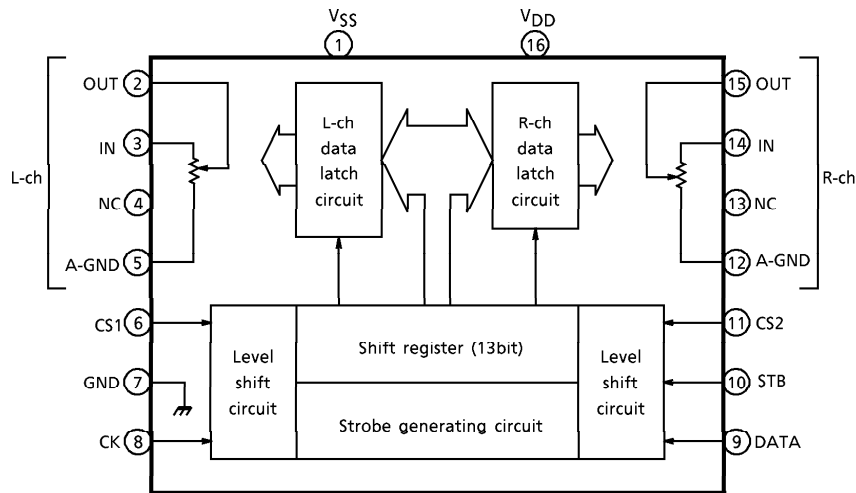 VSS
VDD
1
16
OUT 2
15 OUT
L-ch
data
latch
circuit
R-ch
data
latch
circuit
IN 3
14 IN
L-ch
R-ch
NC 4
13 NC
A-GND 5
12 A-GND
CS1 6
11 CS2
Shift register (13bit)
Level
shift
circuit
Level
shift
circuit
GND 7
10 STB
Strobe generating circuit
CK 8
9 DATA